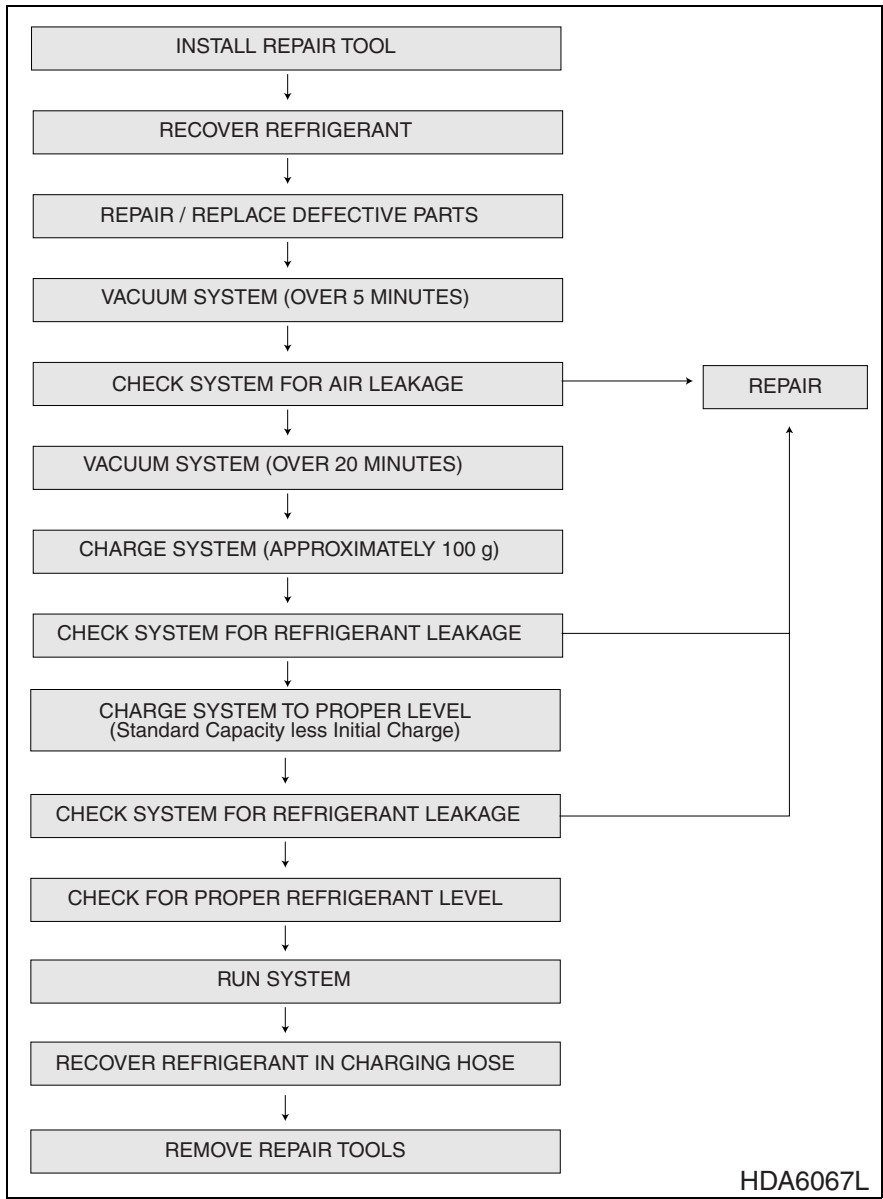 INSTALL REPAIR TOOL
RECOVER REFRIGERANT
REPAIR / REPLACE DEFECTIVE PARTS
VACUUM SYSTEM (OVER 5 MINUTES)
CHECK SYSTEM FOR AIR LEAKAGE
REPAIR
VACUUM SYSTEM (OVER 20 MINUTES)
CHARGE SYSTEM (APPROXIMATELY 100 g)
CHECK SYSTEM FOR REFRIGERANT LEAKAGE
CHARGE SYSTEM TO PROPER LEVEL
(Standard Capacity less Initial Charge)
CHECK SYSTEM FOR REFRIGERANT LEAKAGE
CHECK FOR PROPER REFRIGERANT LEVEL
RUN SYSTEM
RECOVER REFRIGERANT IN CHARGING HOSE
REMOVE REPAIR TOOLS
HDA6067L